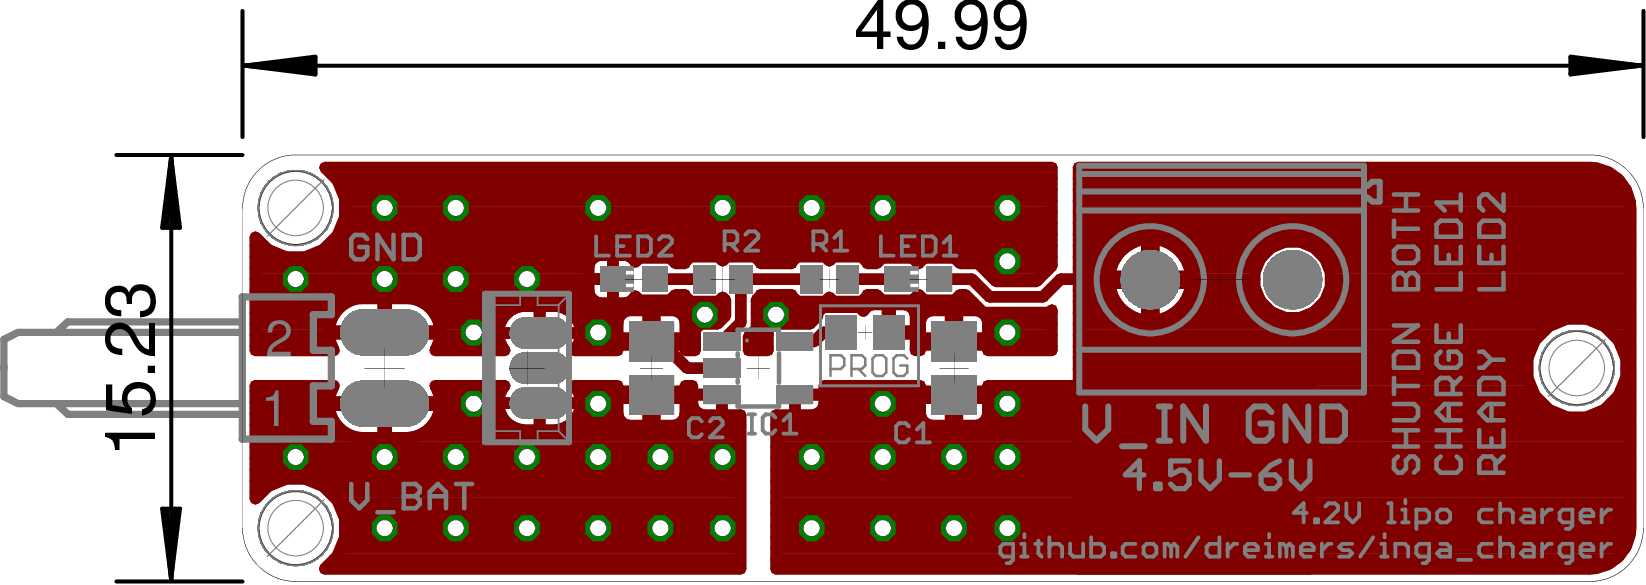 49.99
15.23
GND
LED2
R2
R1
LED1
2
1
PROG
C2
IC1
C1
V_BAT
V_IN GND
4.5V-6V
SHUTDN BOTH
CHARGE LED1
READY LED2
4.2V lipo charger
github.com/dreimers/inga_charger